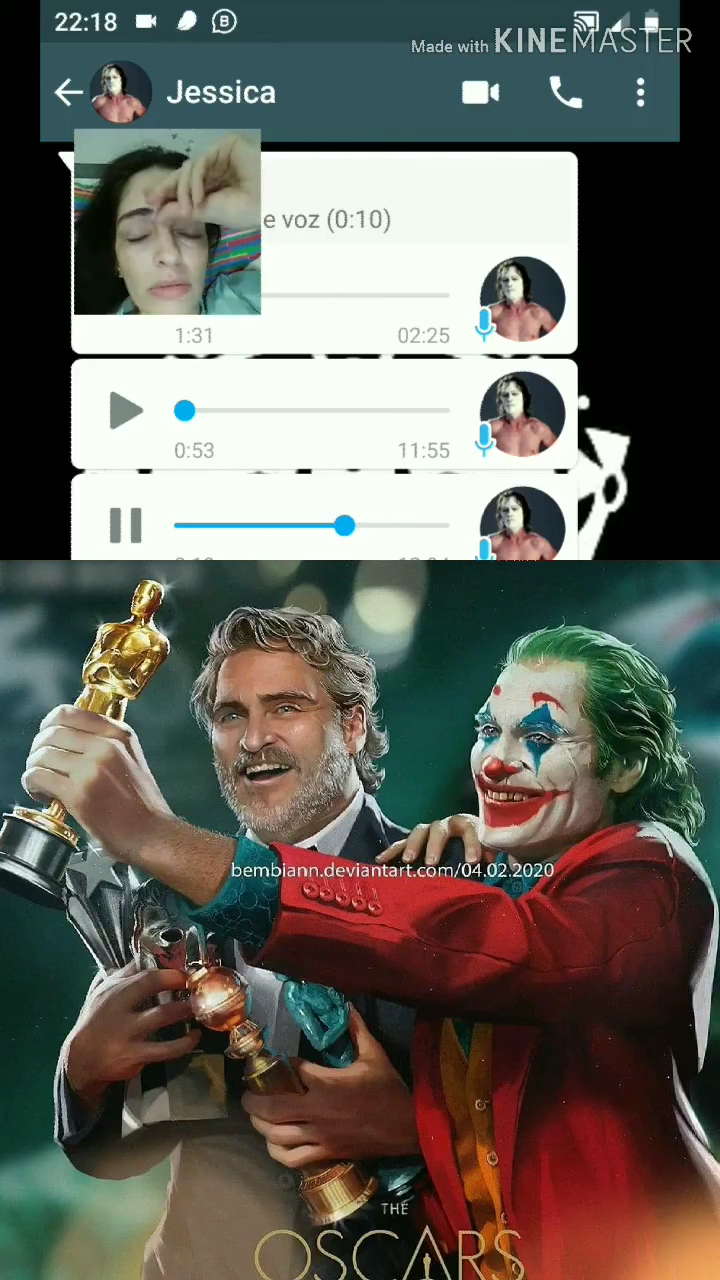 22:18
Made with KINEMASTER
Jessica
e voz (0:10)
1:31 02:25
0:53 11:55
bembiann.deviantart.com/04.02.2020
THE
OSCARS